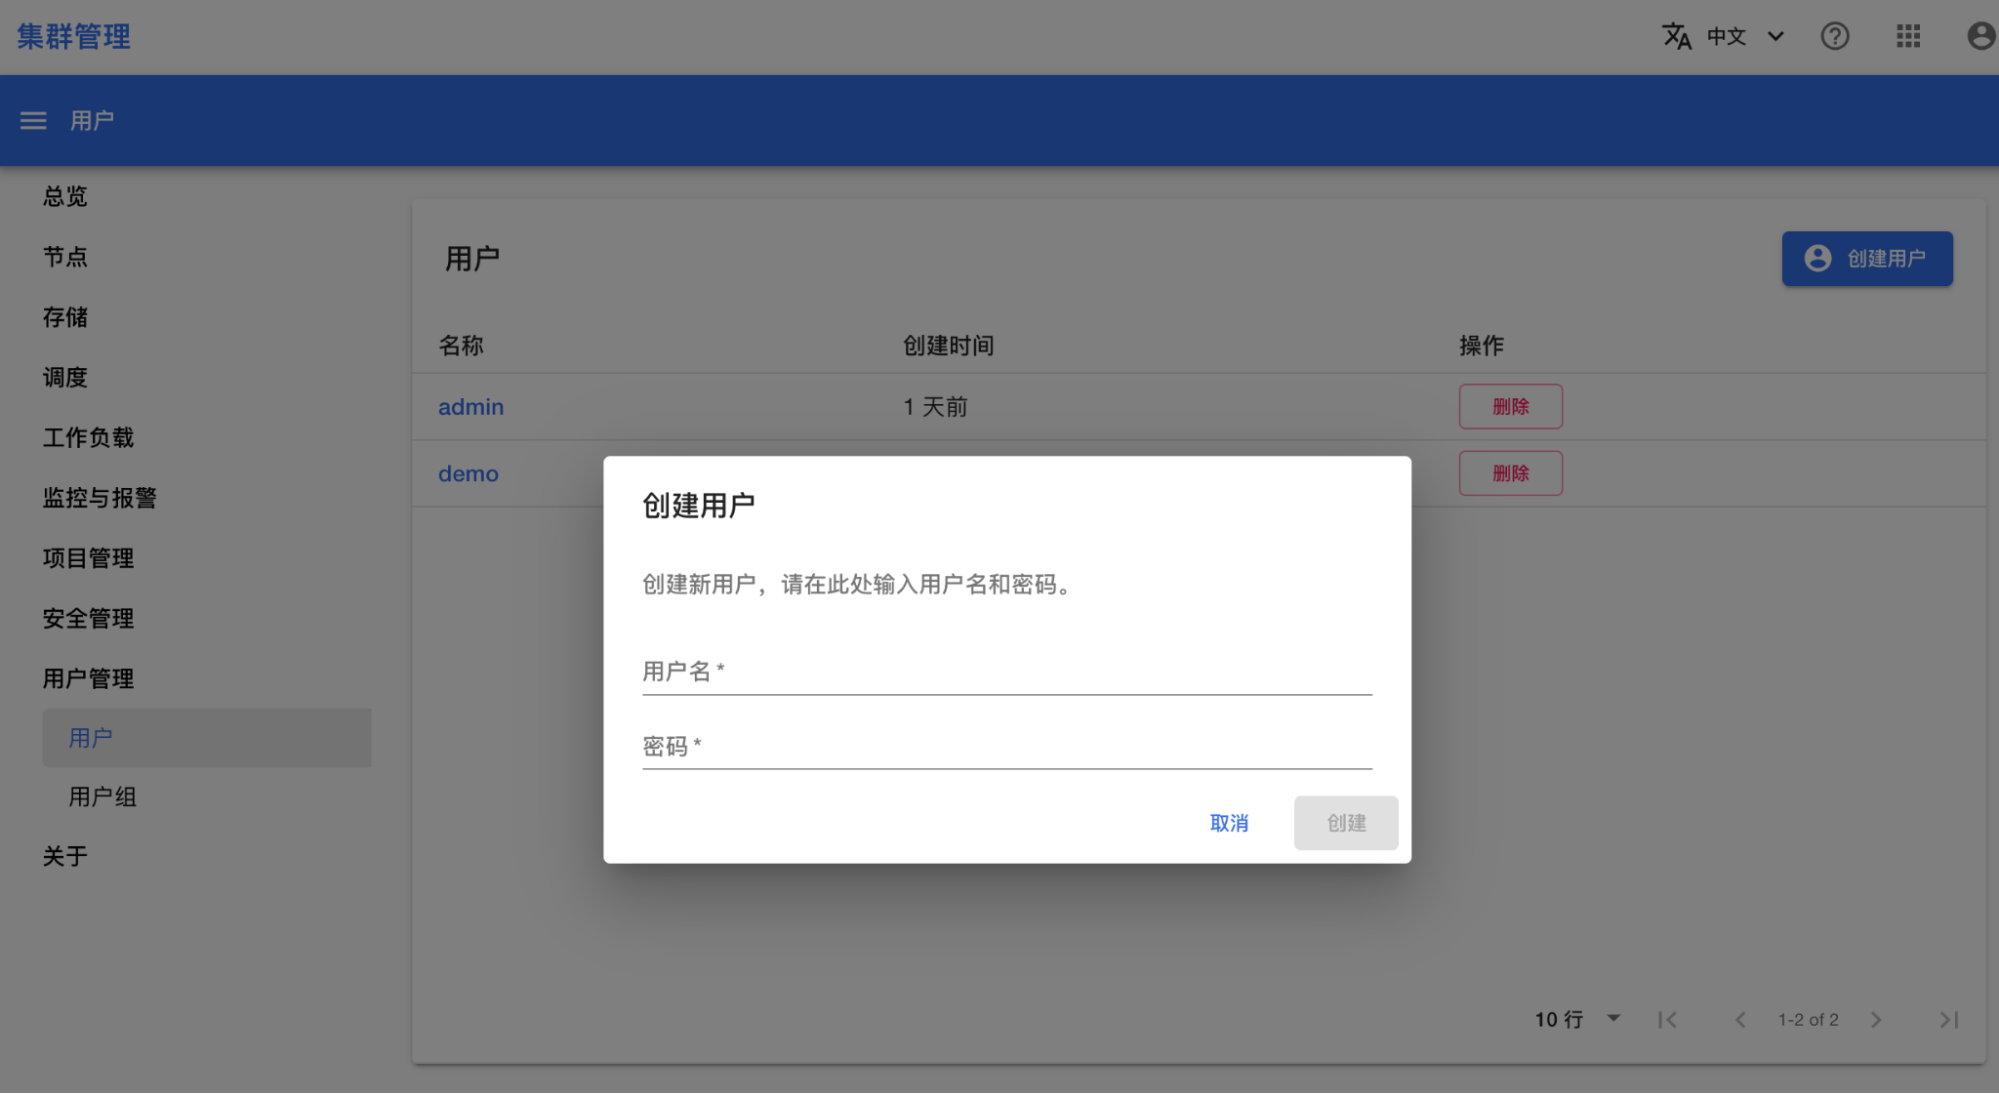 集群管理
中文
用户
总览
节点
存储
调度
工作负载
监控与报警
项目管理
安全管理
用户管理
用户
用户组
关于
用户
创建用户
名称 创建时间 操作
admin 1 天前 删除
demo 删除
创建用户
创建新用户，请在此处输入用户名和密码。
用户名 *
密码 *
取消 创建
10 行 1-2 of 2